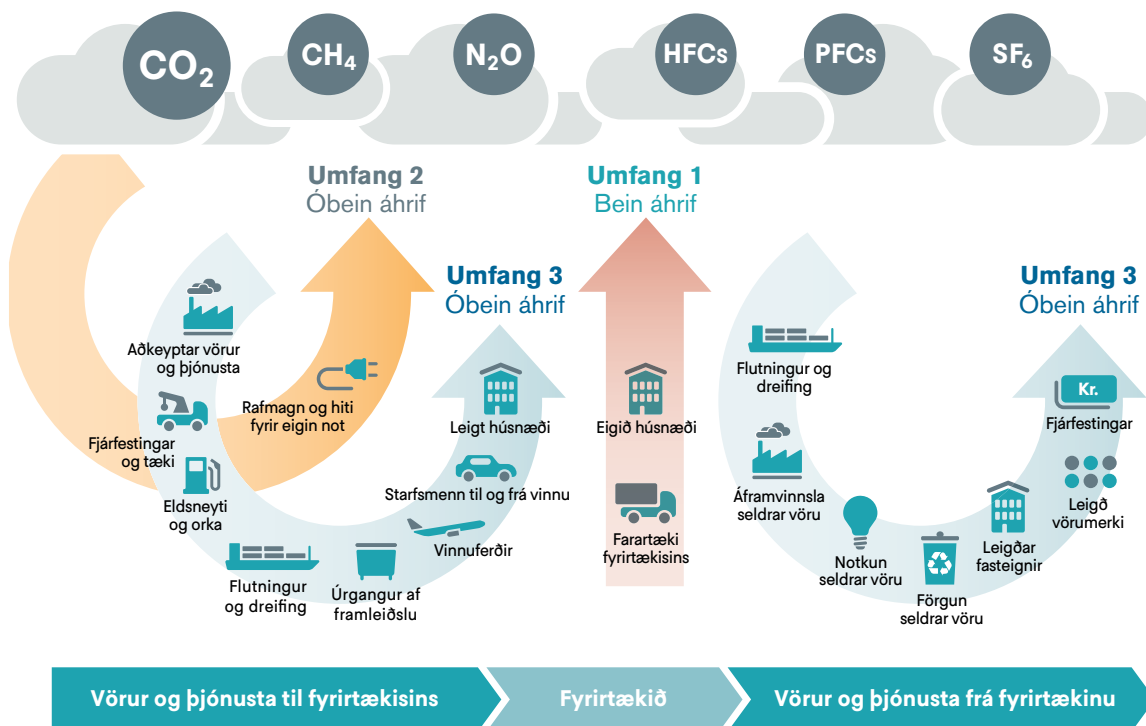 CO₂
CH₄
N₂O
HFCs
PFCs
SF₆
Umfang 2
Óbein áhrif
Umfang 1
Bein áhrif
Umfang 3
Óbein áhrif
Umfang 3
Óbein áhrif
Aðkeyptar vörur
og þjónusta
Fjárfestingar
og tæki
Eldsneyti
og orka
Flutningur
og dreifing
Úrgangur af
framleiðslu
Vinnuferðir
Starfsmenn til og frá vinnu
Leigt húsnæði
Rafmagn og hiti
fyrir eigin not
Eigið húsnæði
Farartæki
fyrirtækisins
Flutningur og
dreifing
Áframvinnsla
seldrar vöru
Notkun
seldrar vöru
Förgun
seldrar vöru
Leigðar
fasteignir
Leigð
vörumerki
Kr.
Fjárfestingar
Vörur og þjónusta til fyrirtækisins
Fyrirtækið
Vörur og þjónusta frá fyrirtækinu